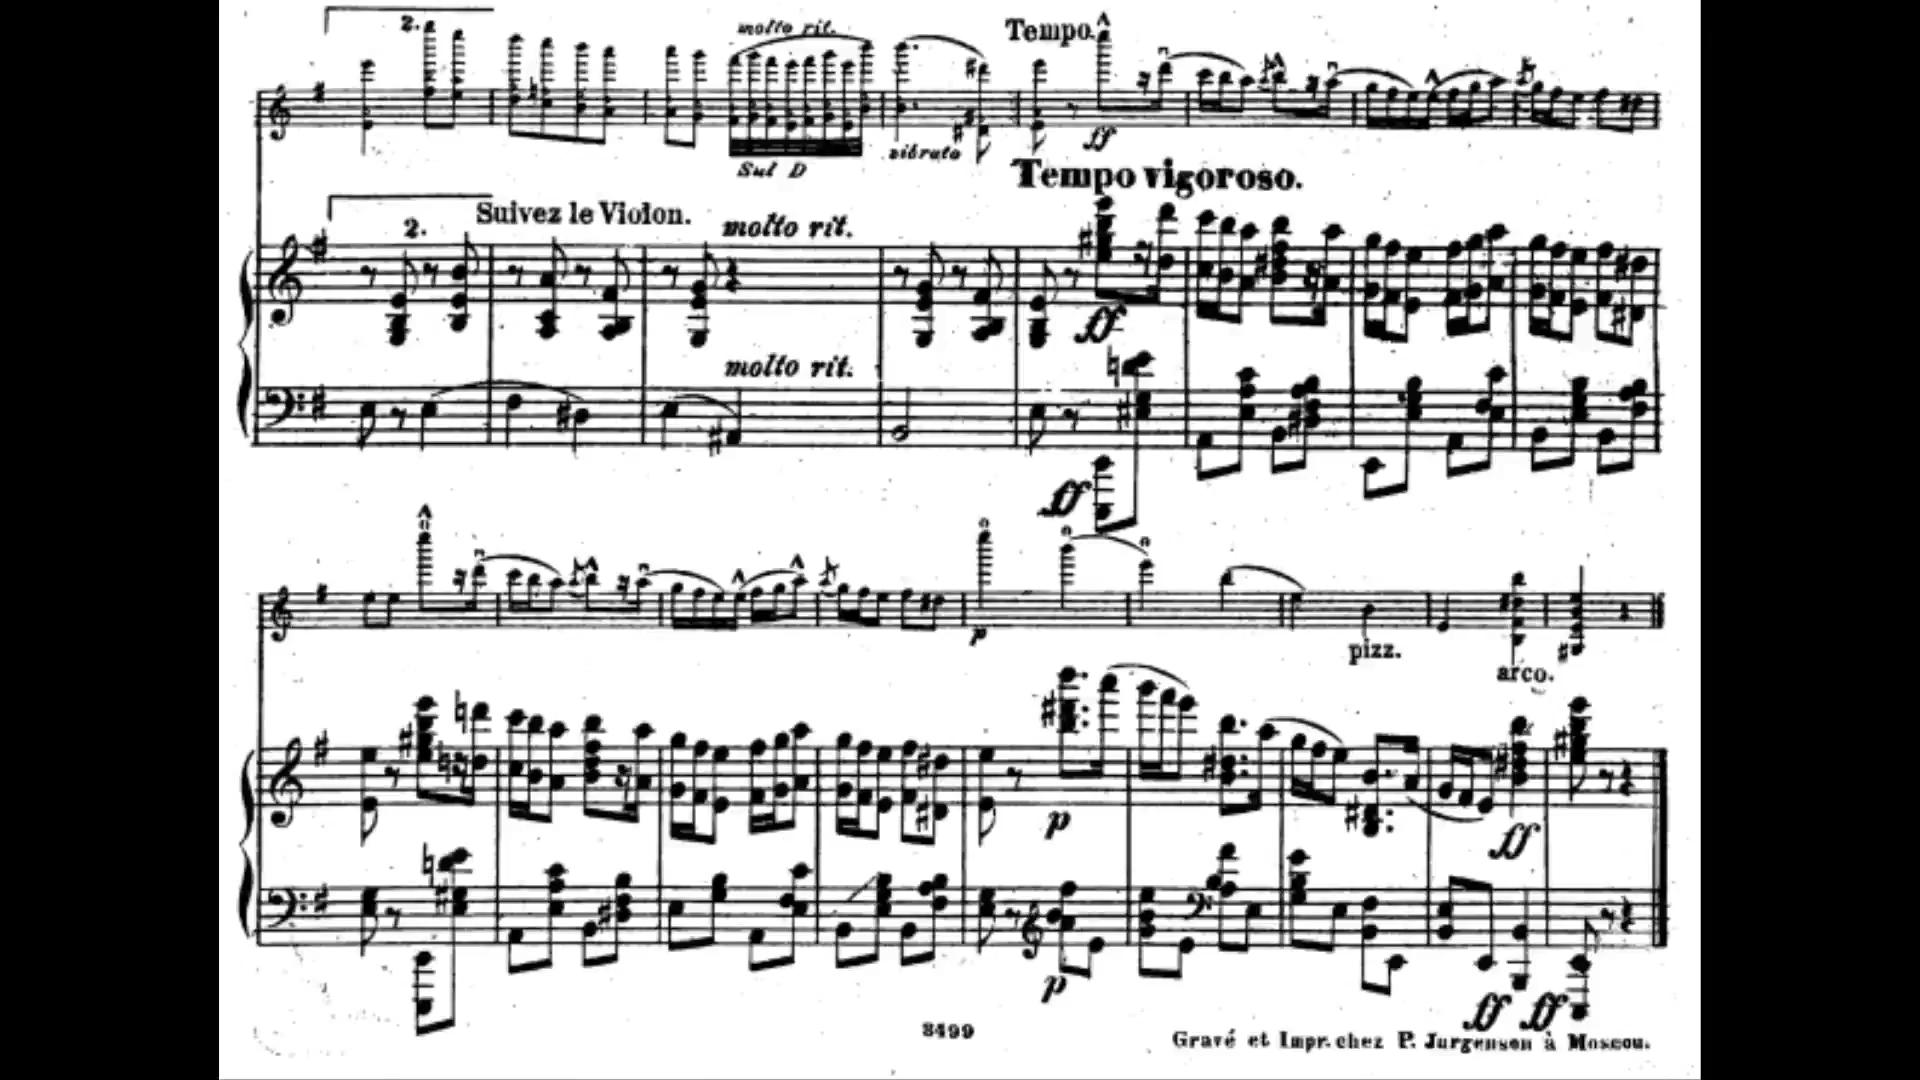 2. molto rit. Tempo.
vibrato ff
Sul D
Tempo vigoroso.
2. Suivez le Violon. molto rit.
ff
molto rit.
ff
p
pizz.
arco.
p ff
p
ff ff
8499
Gravé et Impr. chez P. Jurgenson à Moscou.